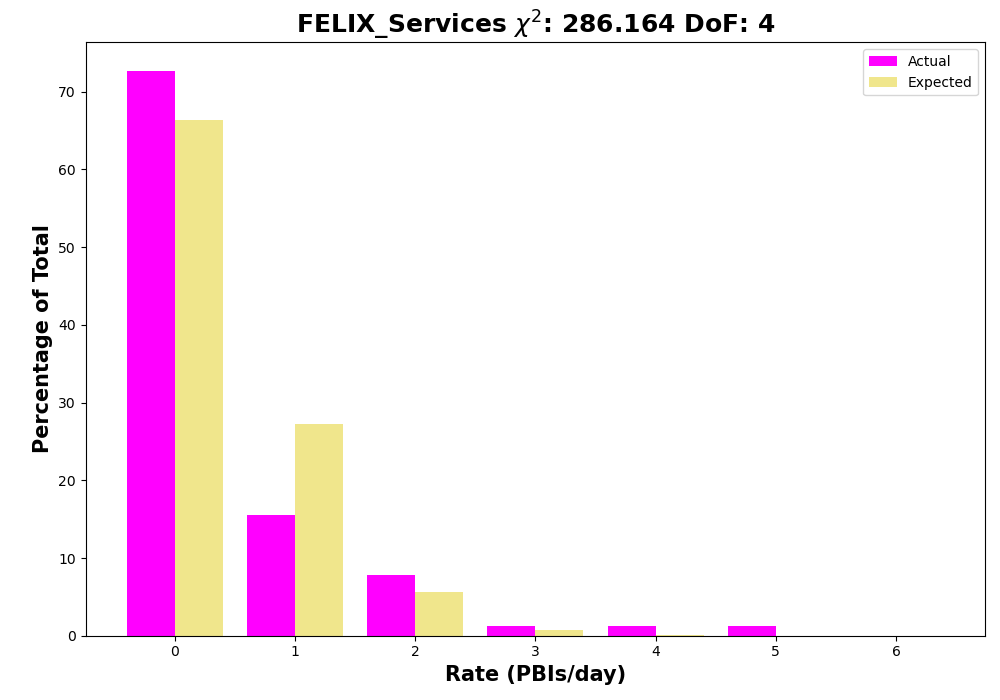 FELIX_Services χ²: 286.164 DoF: 4
Actual
Expected
Percentage of Total
70
60
50
40
30
20
10
0
0 1 2 3 4 5 6
Rate (PBIs/day)